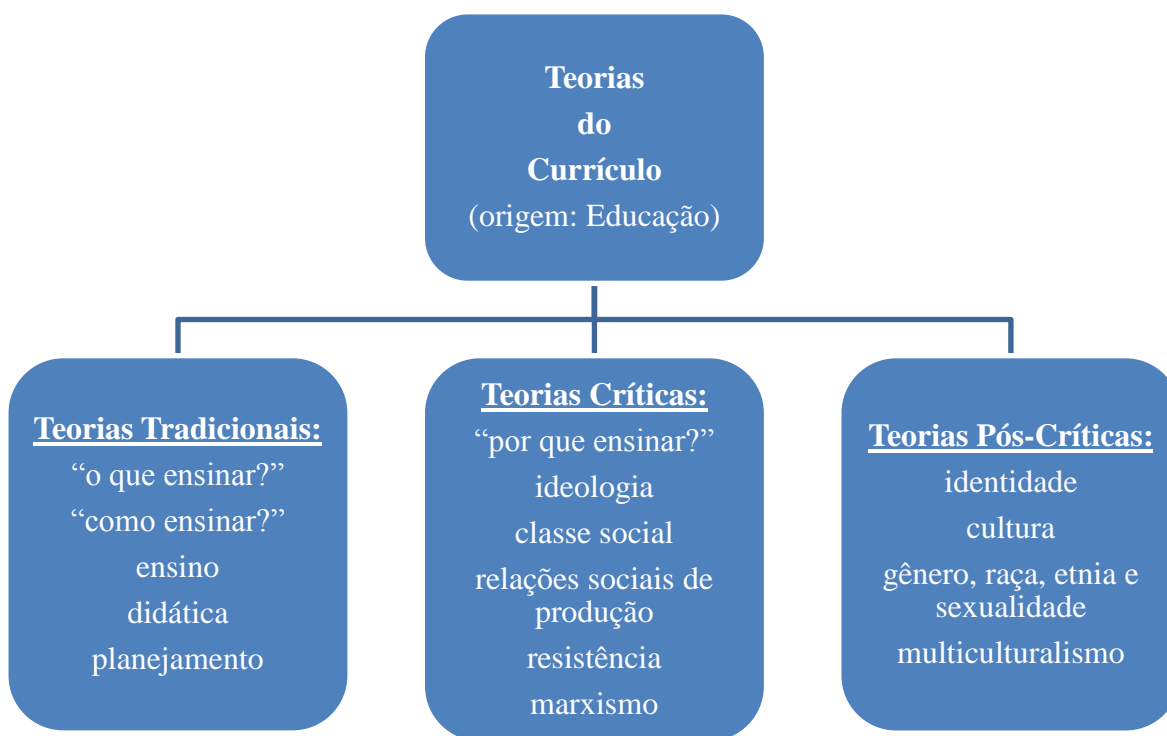 Teorias
do
Currículo
(origem: Educação)
Teorias Tradicionais:
“o que ensinar?”
“como ensinar?”
ensino
didática
planejamento
Teorias Críticas:
“por que ensinar?”
ideologia
classe social
relações sociais de
produção
resistência
marxismo
Teorias Pós-Críticas:
identidade
cultura
gênero, raça, etnia e
sexualidade
multiculturalismo